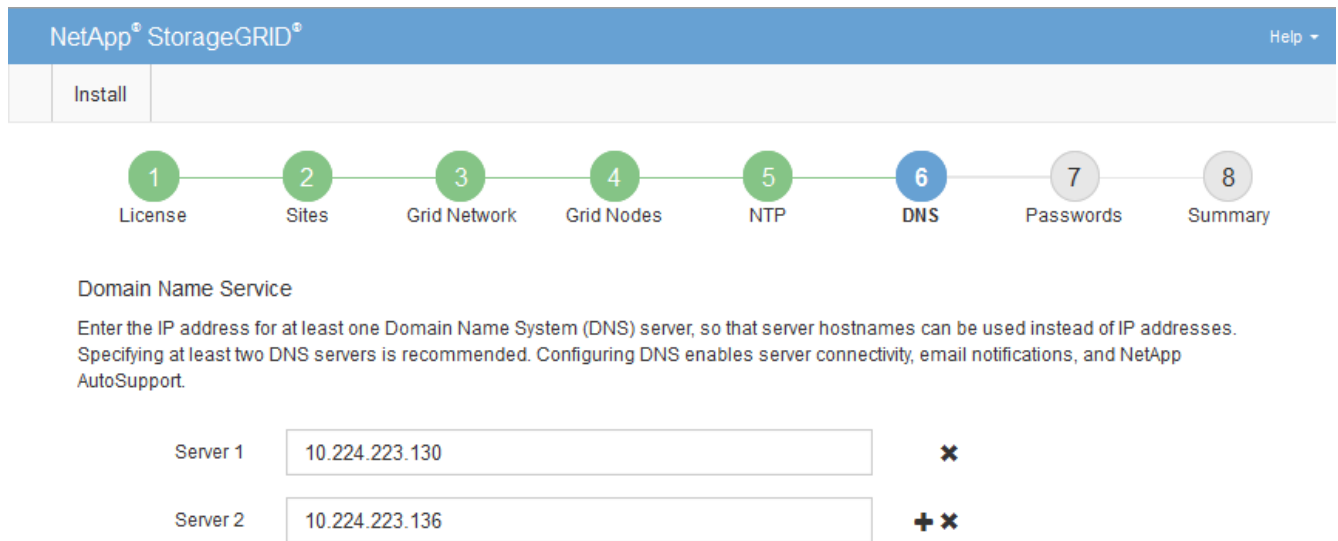 NetApp® StorageGRID®
Help
Install
1 2 3 4 5 6 7 8
License Sites Grid Network Grid Nodes NTP DNS Passwords Summary
Domain Name Service
Enter the IP address for at least one Domain Name System (DNS) server, so that server hostnames can be used instead of IP addresses.
Specifying at least two DNS servers is recommended. Configuring DNS enables server connectivity, email notifications, and NetApp
AutoSupport.
Server 1 10.224.223.130
Server 2 10.224.223.136